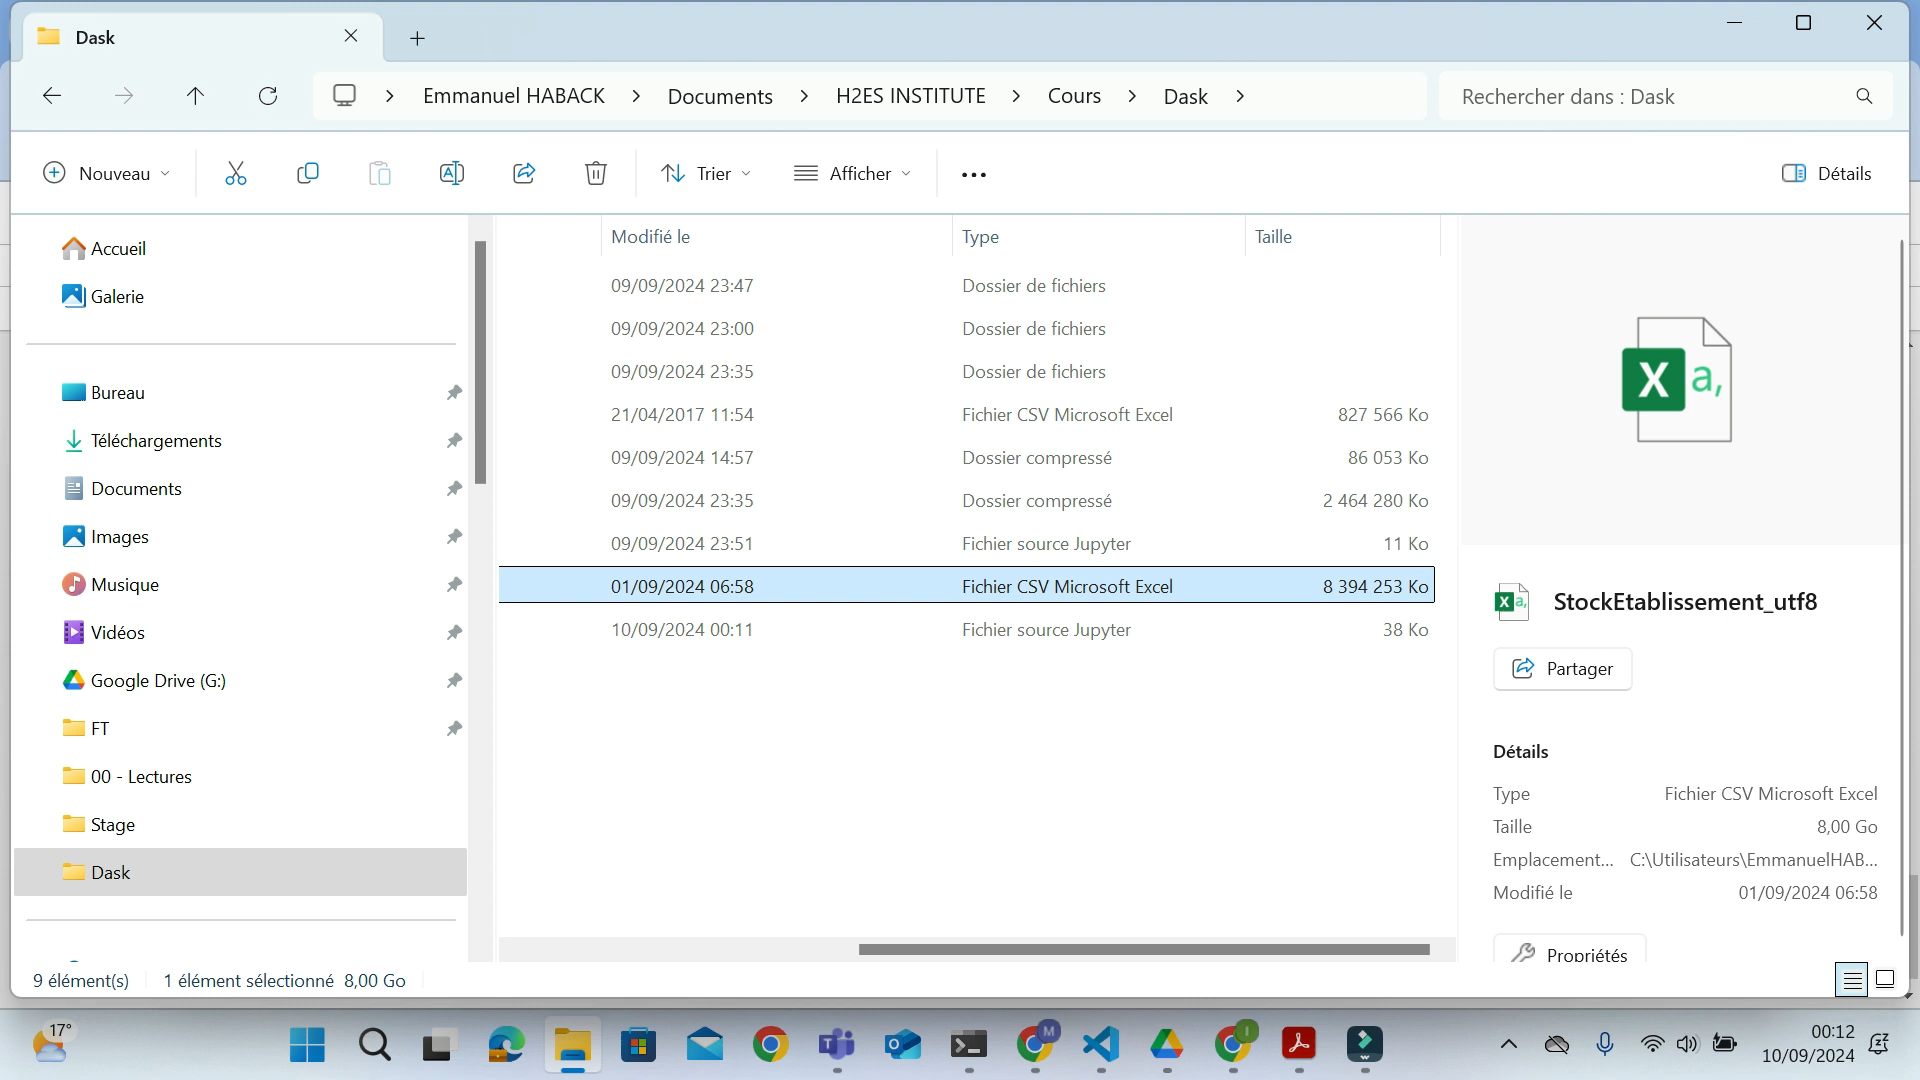 Dask
Emmanuel HABACK > Documents > H2ES INSTITUTE > Cours > Dask >
Rechercher dans : Dask
Nouveau
Trier
Afficher
Détails
Accueil
Galerie
Bureau
Téléchargements
Documents
Images
Musique
Vidéos
Google Drive (G:)
FT
00 - Lectures
Stage
Dask
Modifié le Type Taille
09/09/2024 23:47 Dossier de fichiers
09/09/2024 23:00 Dossier de fichiers
09/09/2024 23:35 Dossier de fichiers
21/04/2017 11:54 Fichier CSV Microsoft Excel 827 566 Ko
09/09/2024 14:57 Dossier compressé 86 053 Ko
09/09/2024 23:35 Dossier compressé 2 464 280 Ko
09/09/2024 23:51 Fichier source Jupyter 11 Ko
01/09/2024 06:58 Fichier CSV Microsoft Excel 8 394 253 Ko
10/09/2024 00:11 Fichier source Jupyter 38 Ko
X a,
StockEtablissement_utf8
Partager
Détails
Type Fichier CSV Microsoft Excel
Taille 8,00 Go
Emplacement... C:\Utilisateurs\EmmanuelHAB...
Modifié le 01/09/2024 06:58
Propriétés
9 élément(s) 1 élément sélectionné 8,00 Go
17°
M
I
00:12
10/09/2024